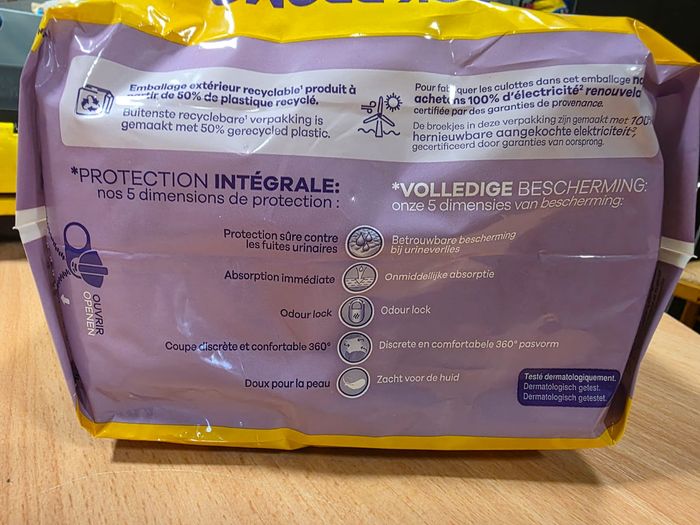 Emballage extérieur recyclable¹ produit à
partir de 50% de plastique recyclé.
Buitenste recyclebare¹ verpakking is
gemaakt met 50% gerecycled plastic.
Pour fabriquer les culottes dans cet emballage
achetons 100% d'électricité² renouvela
certifiée par des garanties de provenance.
De broekjes in deze verpakking zijn gemaakt met 100%
hernieuwbare aangekochte elektriciteit²,
gecertificeerd door garanties van oorsprong.
*PROTECTION INTÉGRALE:
nos 5 dimensions de protection :
*VOLLEDIGE BESCHERMING:
onze 5 dimensies van bescherming:
Protection sûre contre
les fuites urinaires
Betrouwbare bescherming
bij urineverlies
Absorption immédiate
Onmiddellijke absorptie
Odour lock
Odour lock
Coupe discrète et confortable 360°
Discrete en comfortabele 360° pasvorm
Doux pour la peau
Zacht voor de huid
OUVRIR
OPENEN
Testé dermatologiquement.
Dermatologisch getest.
Dermatologisch getestet.